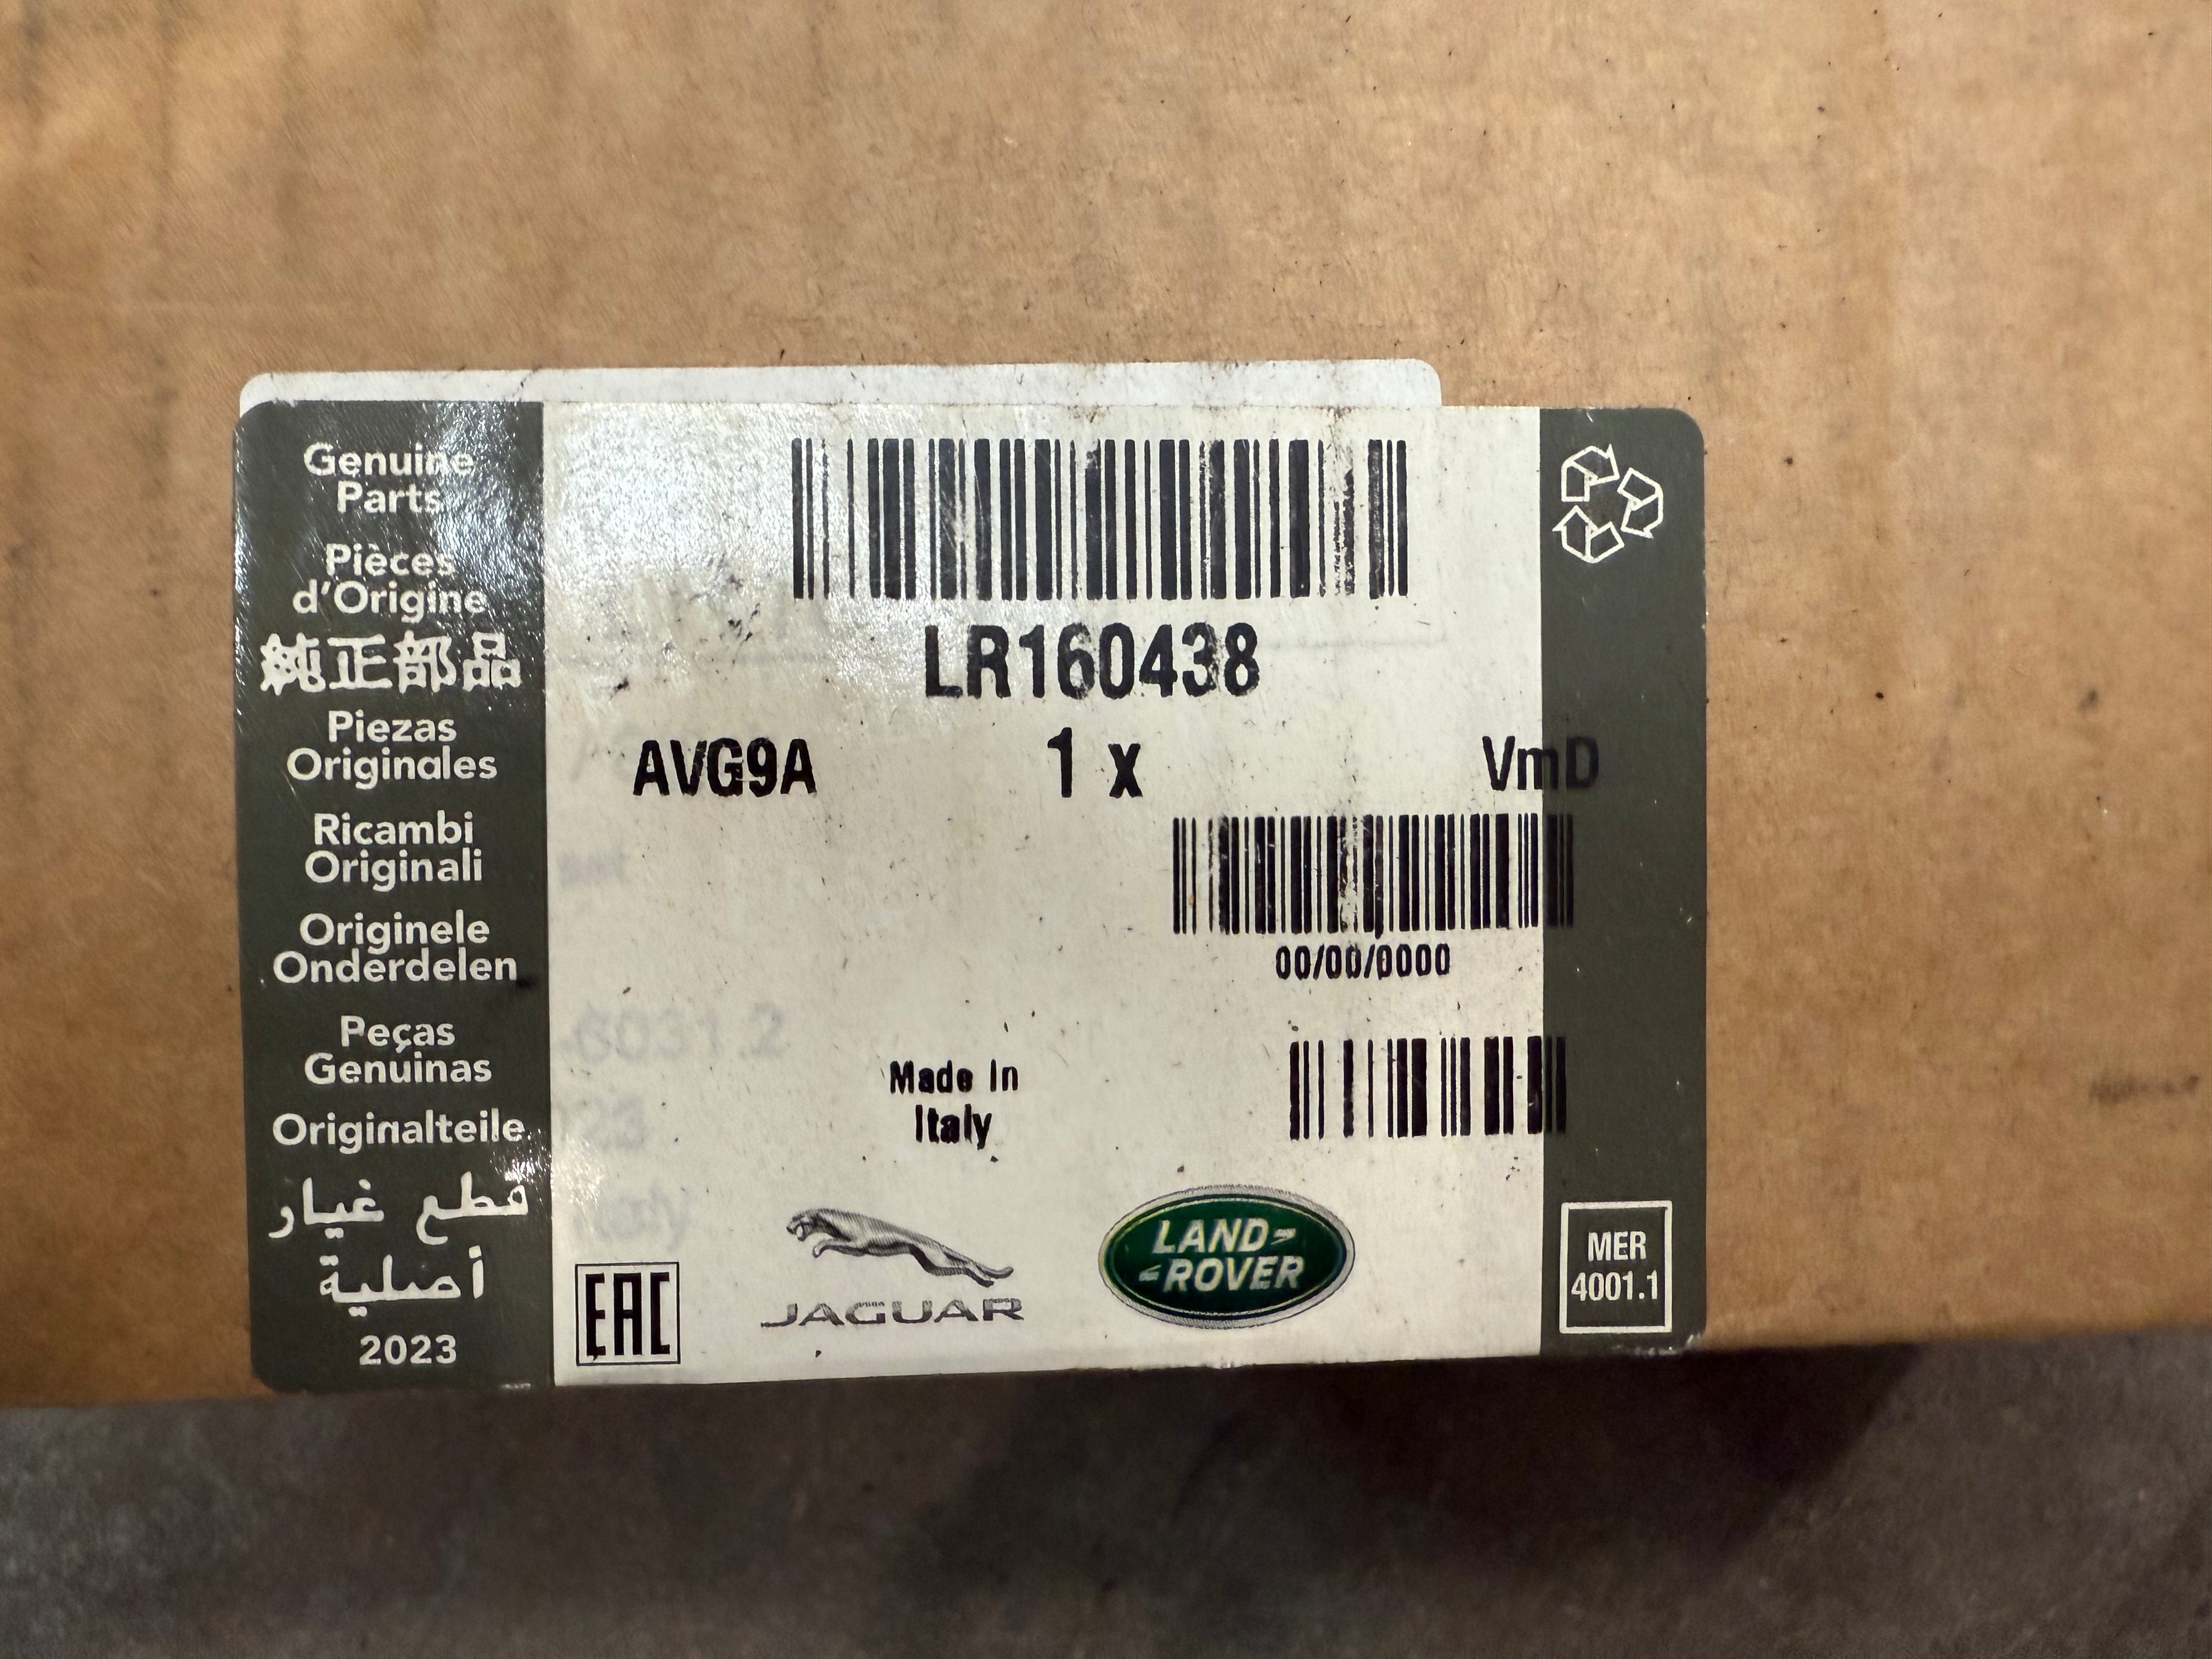 Genuine
Parts
Pièces
d'Origine
純正部品
Piezas
Originales
Ricambi
Originali
Originele
Onderdelen
Peças
Genuinas
Originalteile
قطع غيار
أصلية
2023
LR160438
AVG9A 1 x VmD
00/00/0000
Made In
Italy
EAC
JAGUAR
LAND-
-ROVER
MER
4001.1
6031.2